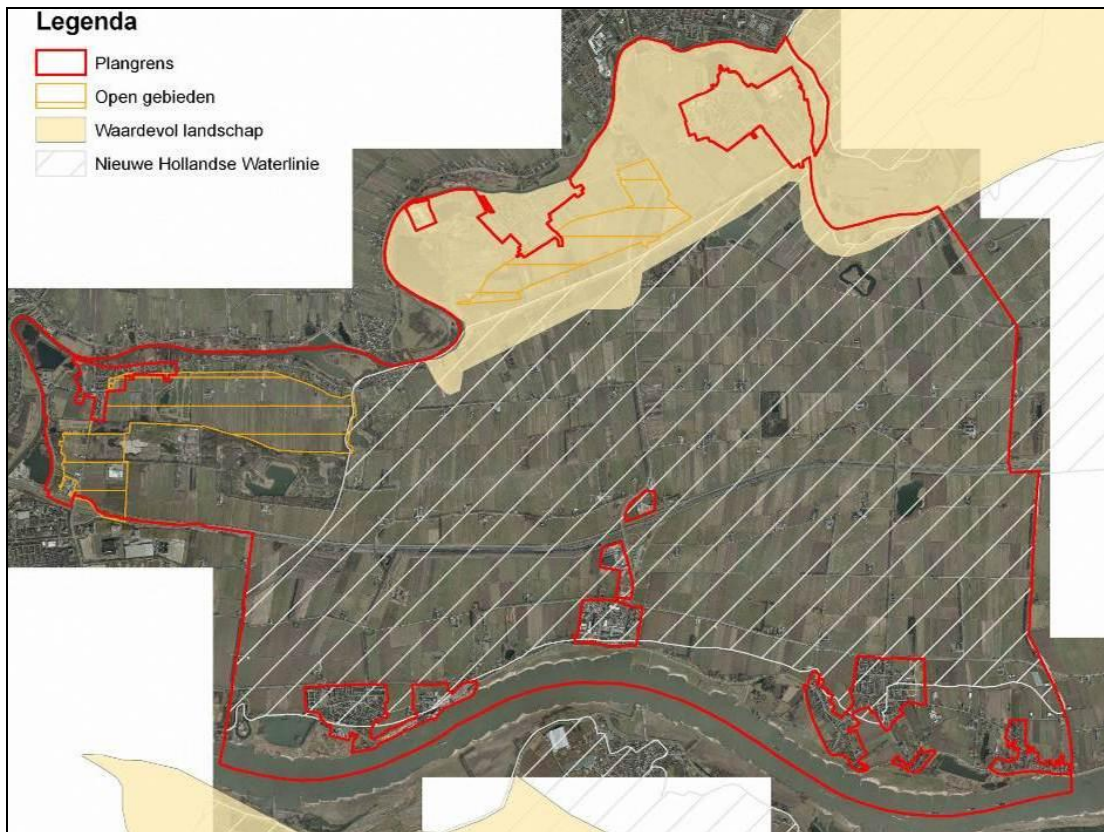 Legenda
Plangrens
Open gebieden
Waardevol landschap
Nieuwe Hollandse Waterlinie